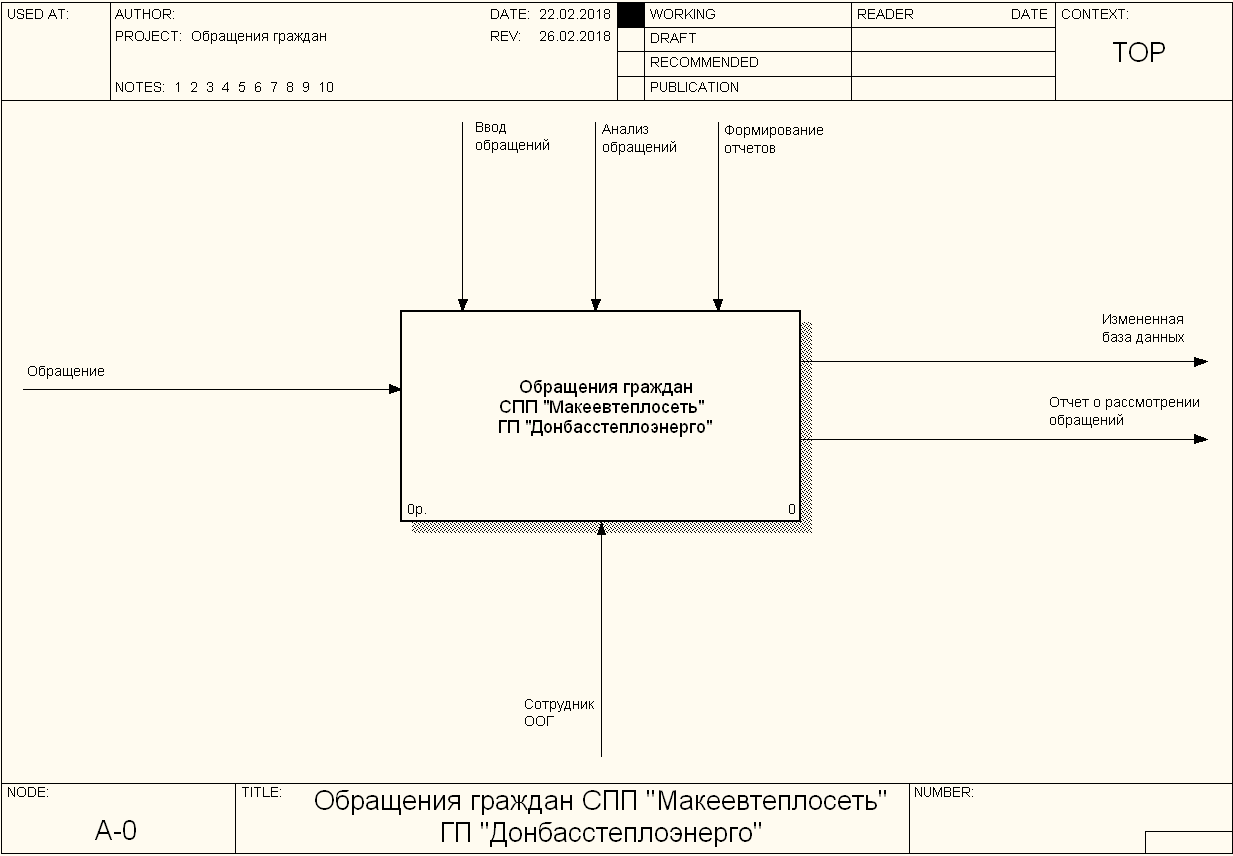 USED AT:
AUTHOR:
DATE: 22.02.2018
PROJECT: Обращения граждан
REV: 26.02.2018
NOTES: 1 2 3 4 5 6 7 8 9 10
WORKING
DRAFT
RECOMMENDED
PUBLICATION
READER
DATE
CONTEXT:
TOP
Ввод
обращений
Анализ
обращений
Формирование
отчетов
Обращение
Обращения граждан
СПП "Макеевтеплосеть"
ГП "Донбасстеплоэнерго"
0р.
0
Измененная
база данных
Отчет о рассмотрении
обращений
Сотрудник
ООГ
NODE:
A-0
TITLE:
Обращения граждан СПП "Макеевтеплосеть"
ГП "Донбасстеплоэнерго"
NUMBER: